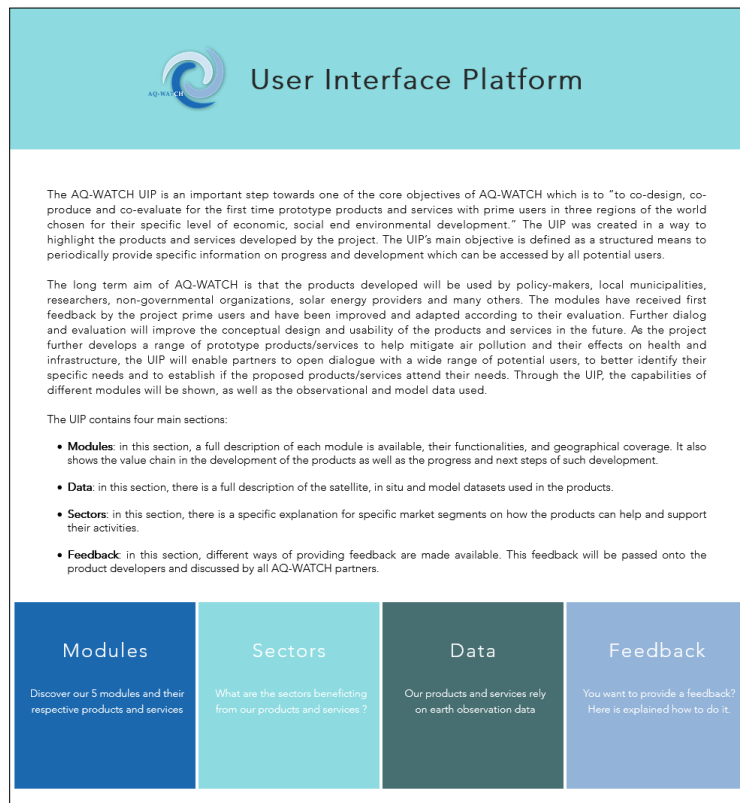 AQ-WATCH
User Interface Platform
The AQ-WATCH UIP is an important step towards one of the core objectives of AQ-WATCH which is to "to co-design, co-
produce and co-evaluate for the first time prototype products and services with prime users in three regions of the world
chosen for their specific level of economic, social end environmental development." The UIP was created in a way to
highlight the products and services developed by the project. The UIP's main objective is defined as a structured means to
periodically provide specific information on progress and development which can be accessed by all potential users.
The long term aim of AQ-WATCH is that the products developed will be used by policy-makers, local municipalities,
researchers, non-governmental organizations, solar energy providers and many others. The modules have received first
feedback by the project prime users and have been improved and adapted according to their evaluation. Further dialog
and evaluation will improve the conceptual design and usability of the products and services in the future. As the project
further develops a range of prototype products/services to help mitigate air pollution and their effects on health and
infrastructure, the UIP will enable partners to open dialogue with a wide range of potential users, to better identify their
specific needs and to establish if the proposed products/services attend their needs. Through the UIP, the capabilities of
different modules will be shown, as well as the observational and model data used.
The UIP contains four main sections:
• Modules: in this section, a full description of each module is available, their functionalities, and geographical coverage. It also
shows the value chain in the development of the products as well as the progress and next steps of such development.
• Data: in this section, there is a full description of the satellite, in situ and model datasets used in the products.
• Sectors: in this section, there is a specific explanation for specific market segments on how the products can help and support
their activities.
• Feedback: in this section, different ways of providing feedback are made available. This feedback will be passed onto the
product developers and discussed by all AQ-WATCH partners.
Modules
Discover our 5 modules and their
respective products and services
Sectors
What are the sectors beneficting
from our products and services ?
Data
Our products and services rely
on earth observation data
Feedback
You want to provide a feedback?
Here is explained how to do it.